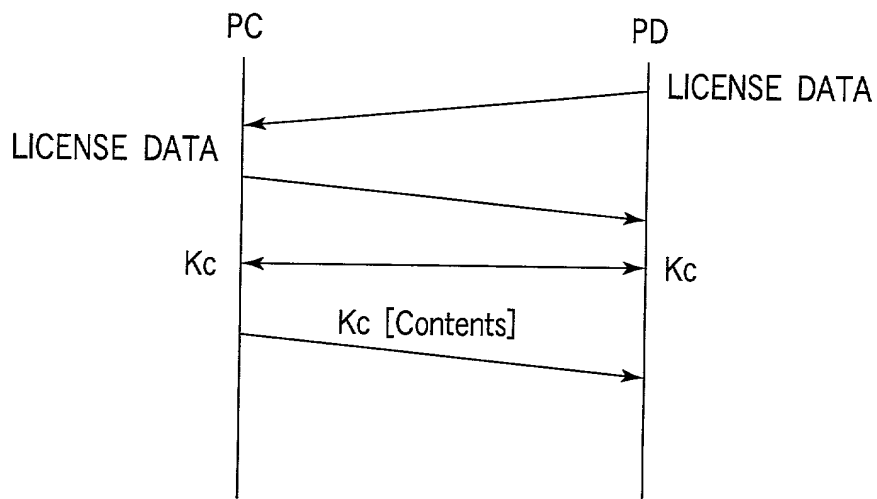 PC
PD
LICENSE DATA
LICENSE DATA
Kc
Kc
Kc [Contents]